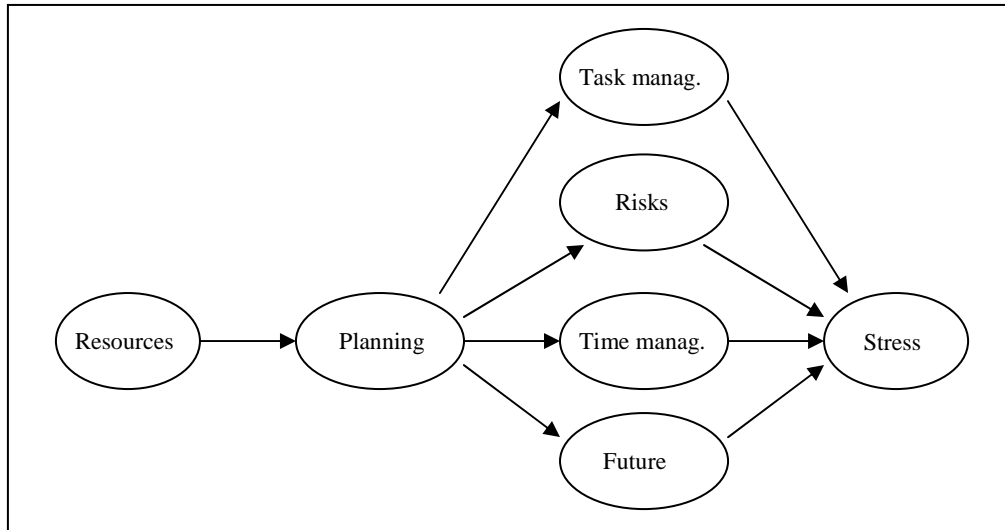 Task manag.
Risks
Resources
Planning
Time manag.
Stress
Future